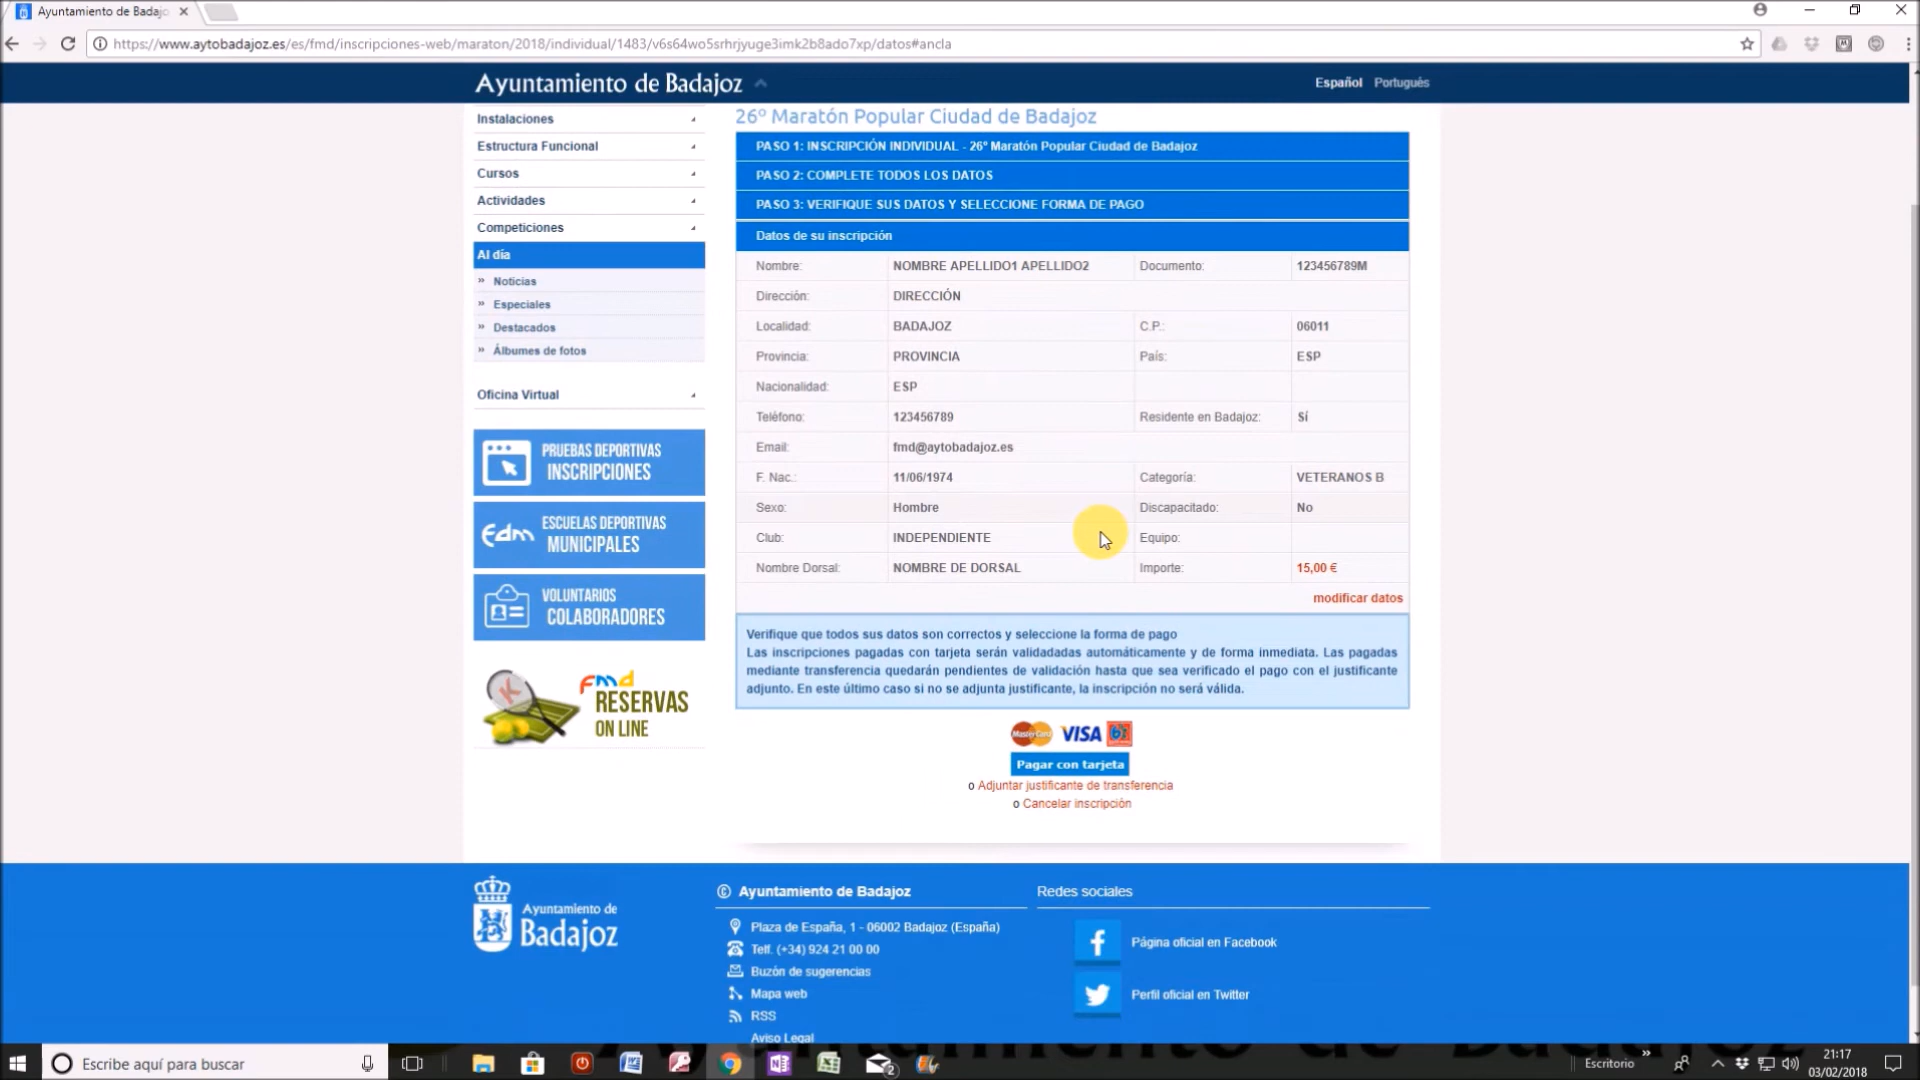 Ayuntamiento de Badajo
https://www.aytobadajoz.es/es/fmd/inscripciones-web/maraton/2018/individual/1483/v6s64wo5srhrjyuge3imk2b8ado7xp/datos#ancla
Ayuntamiento de Badajoz
Español Português
Instalaciones
Estructura Funcional
Cursos
Actividades
Competiciones
Al día
» Noticias
» Especiales
» Destacados
» Álbumes de fotos
Oficina Virtual
PRUEBAS DEPORTIVAS
INSCRIPCIONES
edm ESCUELAS DEPORTIVAS
MUNICIPALES
VOLUNTARIOS
COLABORADORES
fmd
RESERVAS
ON LINE
26º Maratón Popular Ciudad de Badajoz
PASO 1: INSCRIPCIÓN INDIVIDUAL - 26º Maratón Popular Ciudad de Badajoz
PASO 2: COMPLETE TODOS LOS DATOS
PASO 3: VERIFIQUE SUS DATOS Y SELECCIONE FORMA DE PAGO
Datos de su inscripción
Nombre: NOMBRE APELLIDO1 APELLIDO2 Documento: 123456789M
Dirección: DIRECCIÓN
Localidad: BADAJOZ C.P.: 06011
Provincia: PROVINCIA País: ESP
Nacionalidad: ESP
Teléfono: 123456789 Residente en Badajoz: Sí
Email: fmd@aytobadajoz.es
F. Nac.: 11/06/1974 Categoría: VETERANOS B
Sexo: Hombre Discapacitado: No
Club: INDEPENDIENTE Equipo:
Nombre Dorsal: NOMBRE DE DORSAL Importe: 15,00 €
modificar datos
Verifique que todos sus datos son correctos y seleccione la forma de pago
Las inscripciones pagadas con tarjeta serán validadadas automáticamente y de forma inmediata. Las pagadas
mediante transferencia quedarán pendientes de validación hasta que sea verificado el pago con el justificante
adjunto. En este último caso si no se adjunta justificante, la inscripción no será válida.
MasterCard VISA
Pagar con tarjeta
o Adjuntar justificante de transferencia
o Cancelar inscripción
Ayuntamiento de
Badajoz
© Ayuntamiento de Badajoz
Plaza de España, 1 - 06002 Badajoz (España)
Telf. (+34) 924 21 00 00
Buzón de sugerencias
Mapa web
RSS
Aviso Legal
Redes sociales
Página oficial en Facebook
Perfil oficial en Twitter
Escribe aquí para buscar
2
Escritorio
21:17
03/02/2018